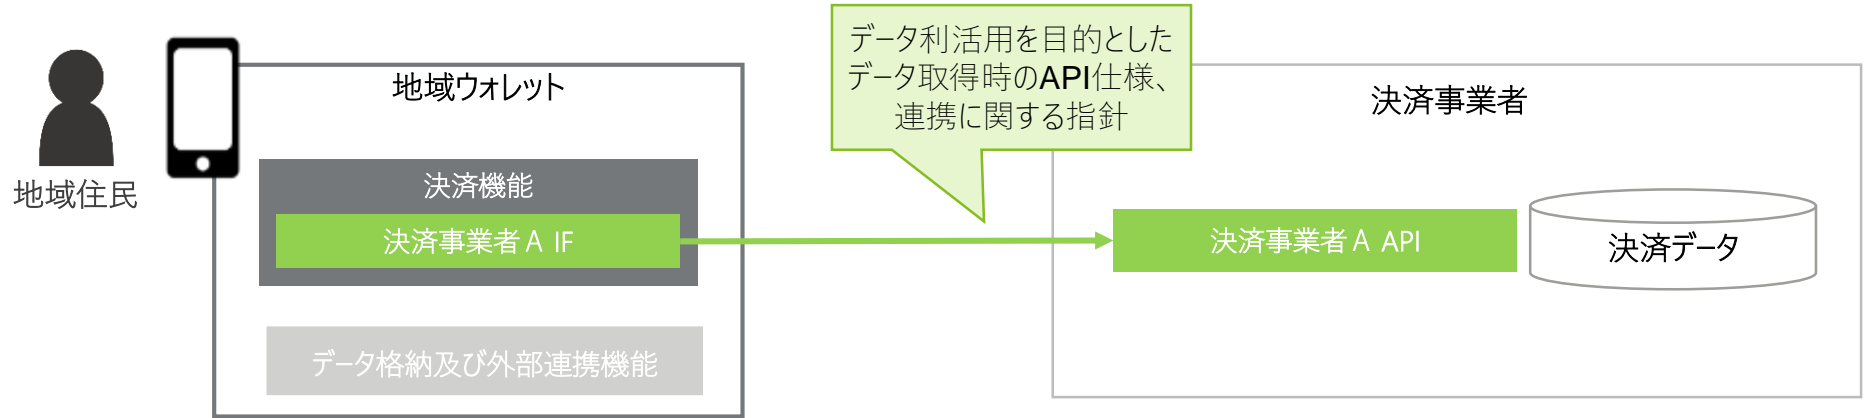 データ利活用を目的とした
データ取得時のAPI仕様、
連携に関する指針
地域ウォレット
決済事業者
地域住民
決済機能
決済事業者A IF
決済事業者A API
決済データ
データ格納及び外部連携機能